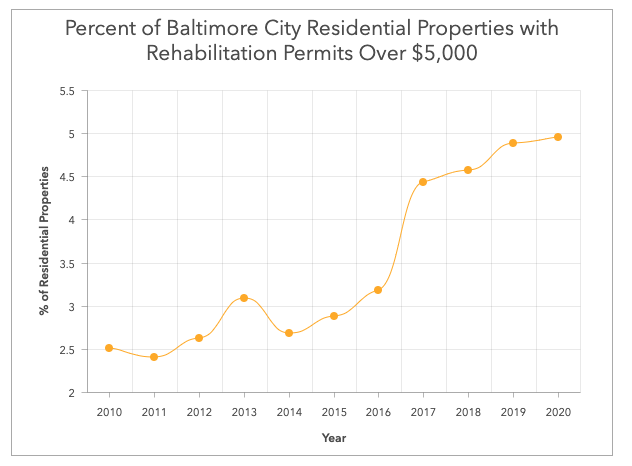 Percent of Baltimore City Residential Properties with
Rehabilitation Permits Over $5,000
5.5
5
4.5
4
3.5
3
2.5
2
% of Residential Properties
2010 2011 2012 2013 2014 2015 2016 2017 2018 2019 2020
Year